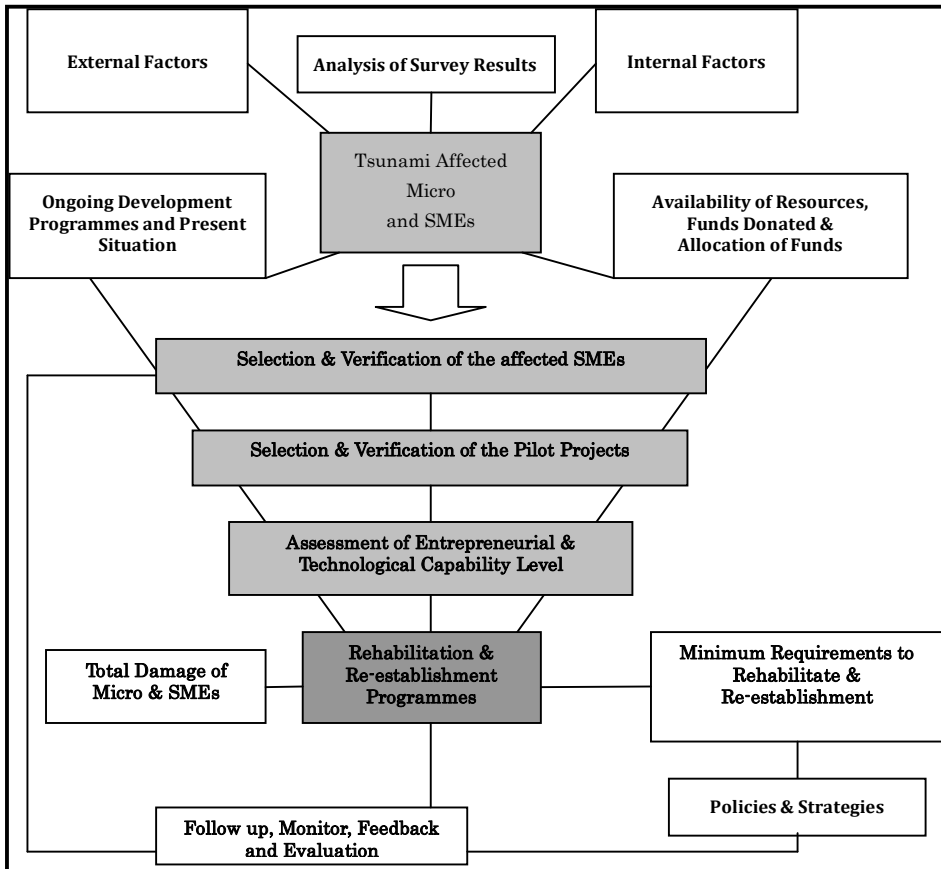 External Factors
Analysis of Survey Results
Internal Factors
Tsunami Affected
Micro
and SMEs
Ongoing Development
Programmes and Present
Situation
Availability of Resources,
Funds Donated &
Allocation of Funds
Selection & Verification of the affected SMEs
Selection & Verification of the Pilot Projects
Assessment of Entrepreneurial &
Technological Capability Level
Rehabilitation &
Re-establishment
Programmes
Total Damage of
Micro & SMEs
Minimum Requirements to
Rehabilitate &
Re-establishment
Policies & Strategies
Follow up, Monitor, Feedback
and Evaluation